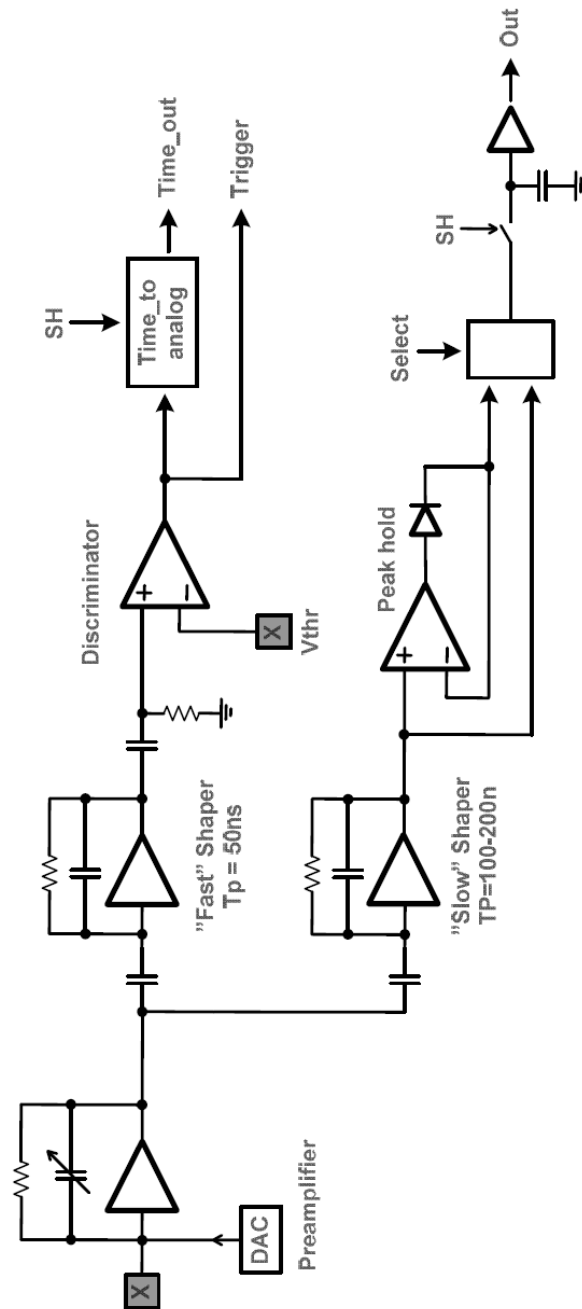 X
DAC
Preamplifier
"Fast" Shaper
Tp = 50ns
"Slow" Shaper
TP=100-200n
Discriminator
+
−
X
Vthr
SH
Time_to
analog
Time_out
Trigger
Peak hold
+
−
Select
SH
Out